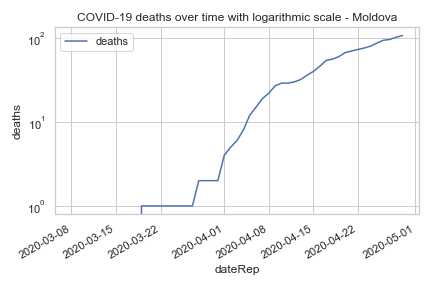 COVID-19 deaths over time with logarithmic scale - Moldova
deaths
10²
10¹
10⁰
deaths
2020-03-08
2020-03-15
2020-03-22
2020-04-01
2020-04-08
2020-04-15
2020-04-22
2020-05-01
dateRep